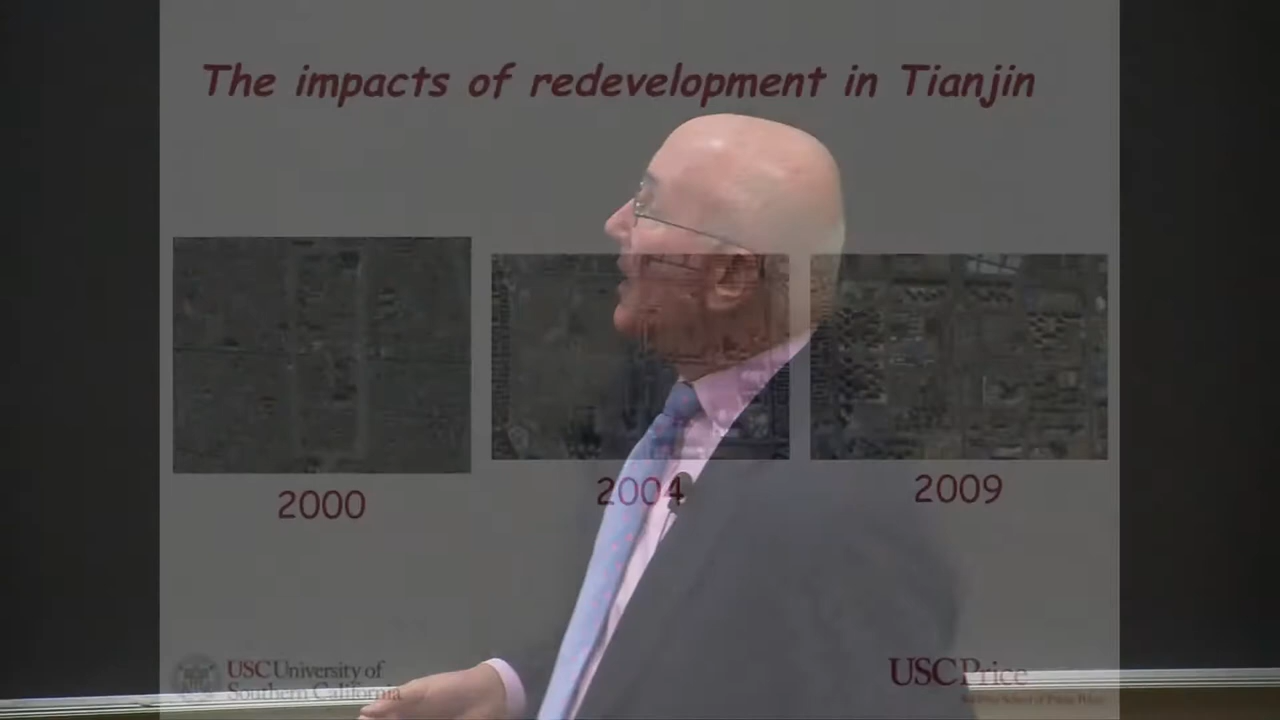 The impacts of redevelopment in Tianjin
2000
2004
2009
USC University of
Southern California
USC Price